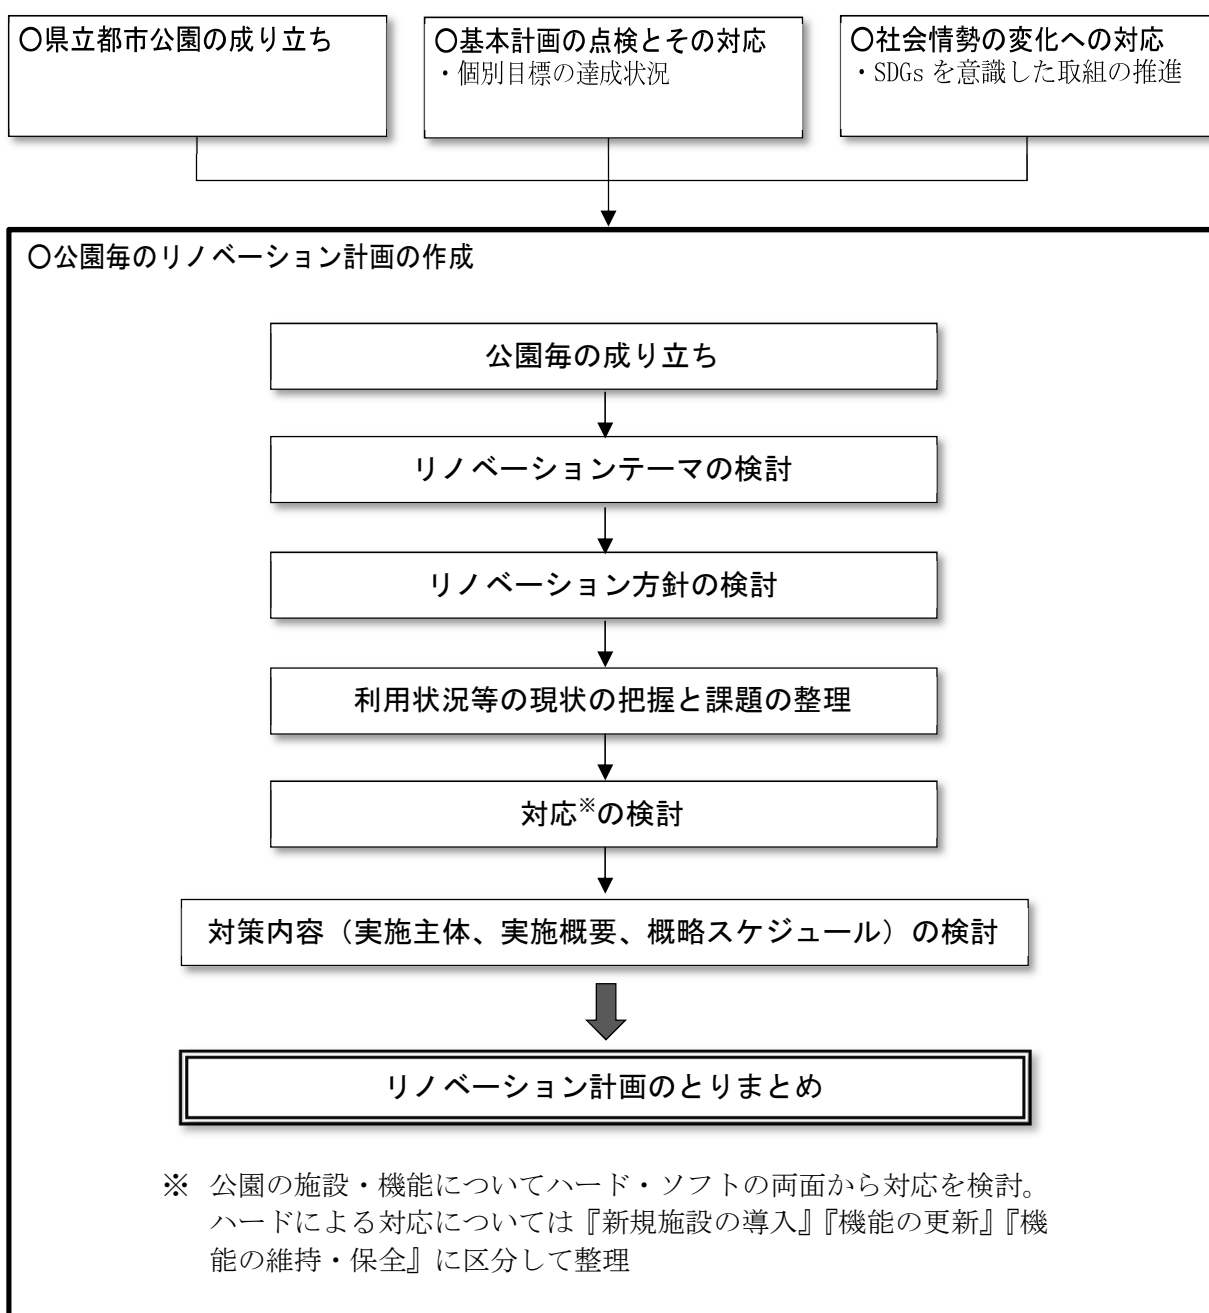 〇県立都市公園の成り立ち
〇基本計画の点検とその対応
・個別目標の達成状況
〇社会情勢の変化への対応
・SDGs を意識した取組の推進
〇公園毎のリノベーション計画の作成
公園毎の成り立ち
リノベーションテーマの検討
リノベーション方針の検討
利用状況等の現状の把握と課題の整理
対応※の検討
対策内容（実施主体、実施概要、概略スケジュール）の検討
リノベーション計画のとりまとめ
※ 公園の施設・機能についてハード・ソフトの両面から対応を検討。
ハードによる対応については『新規施設の導入』『機能の更新』『機
能の維持・保全』に区分して整理